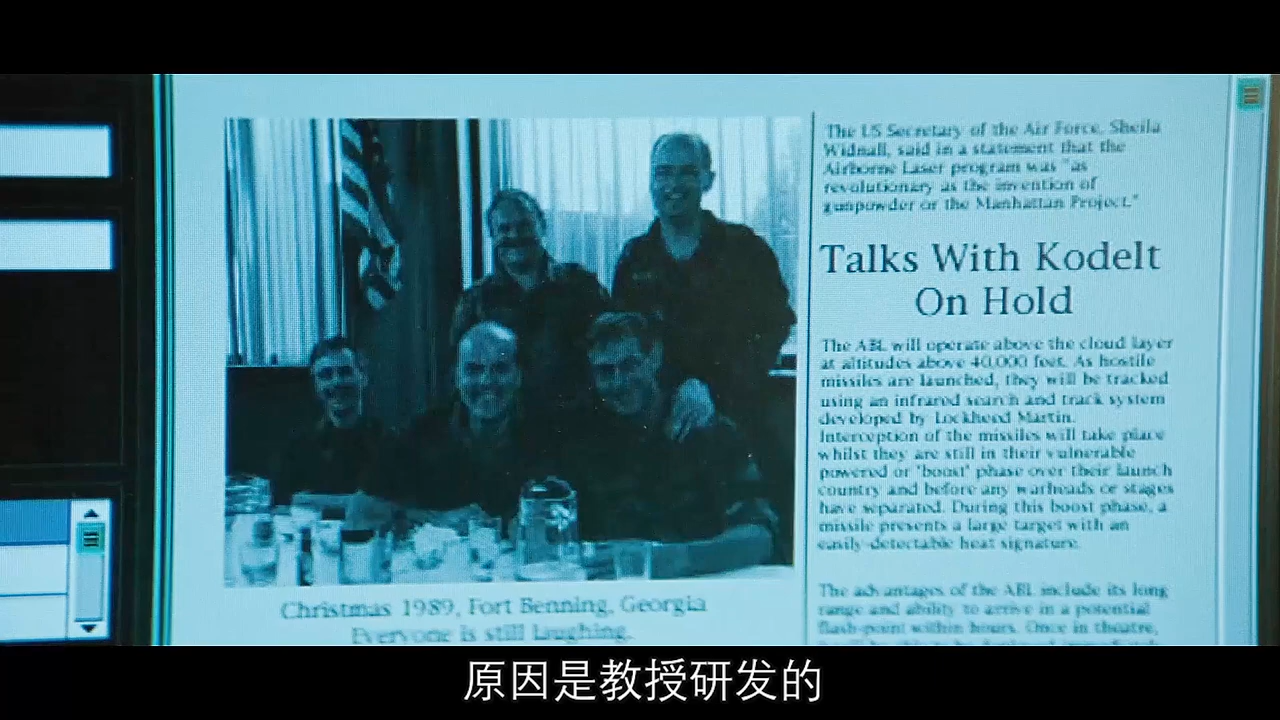 The US Secretary of the Air Force, Sheila
Widnall, said in a statement that the
Airborne Laser program was "as
revolutionary as the invention of
gunpowder or the Manhattan Project."
Talks With Kodelt
On Hold
The ABL will operate above the cloud layer
at altitudes above 40,000 feet. As hostile
missiles are launched, they will be tracked
using an infrared search and track system
developed by Lockheed Martin.
Interception of the missiles will take place
whilst they are still in their vulnerable
powered or 'boost' phase over their launch
country and before any warheads or stages
have separated. During this boost phase, a
missile presents a large target with an
easily-detectable heat signature.
The advantages of the ABL include its long
range and ability to arrive in a potential
flash-point within hours. Once in theatre,
Christmas 1989, Fort Benning, Georgia
Everyone is still laughing.
原因是教授研发的